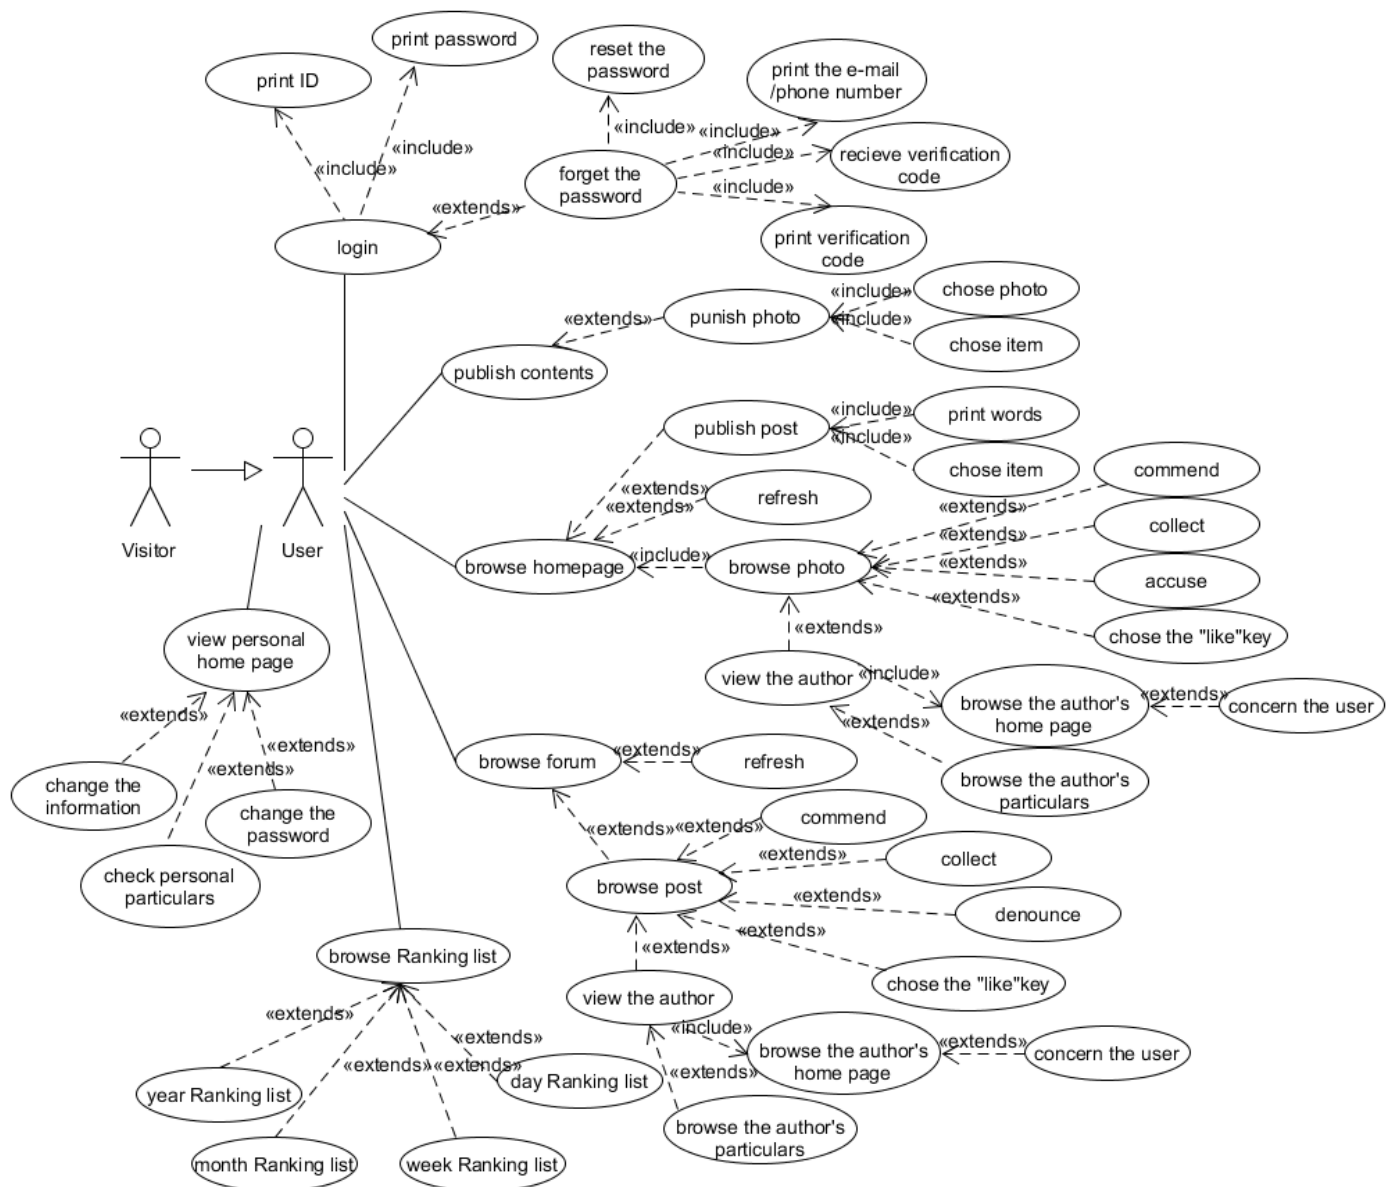 print password
print ID
reset the
password
print the e-mail
/phone number
«include»
«include»
«include»
«include»
«include»
recieve verification
code
forget the
password
«include»
«extends»
print verification
code
login
chose photo
«include»
«extends»
punish photo
«include»
chose item
publish contents
print words
«include»
publish post
«include»
chose item
commend
«extends»
refresh
«extends»
«extends»
collect
«extends»
Visitor
User
browse homepage
«include»
browse photo
«extends»
accuse
«extends»
chose the "like"key
«extends»
view personal
home page
view the author
«include»
browse the author's
home page
«extends»
concern the user
«extends»
«extends»
«extends»
«extends»
browse forum
«extends»
refresh
browse the author's
particulars
change the
information
change the
password
commend
«extends»
«extends»
«extends»
collect
check personal
particulars
browse post
«extends»
denounce
«extends»
«extends»
browse Ranking list
chose the "like"key
view the author
«extends»
«extends»
«include»
browse the author's
home page
«extends»
concern the user
«extends»
«extends»
«extends»
day Ranking list
year Ranking list
browse the author's
particulars
month Ranking list
week Ranking list